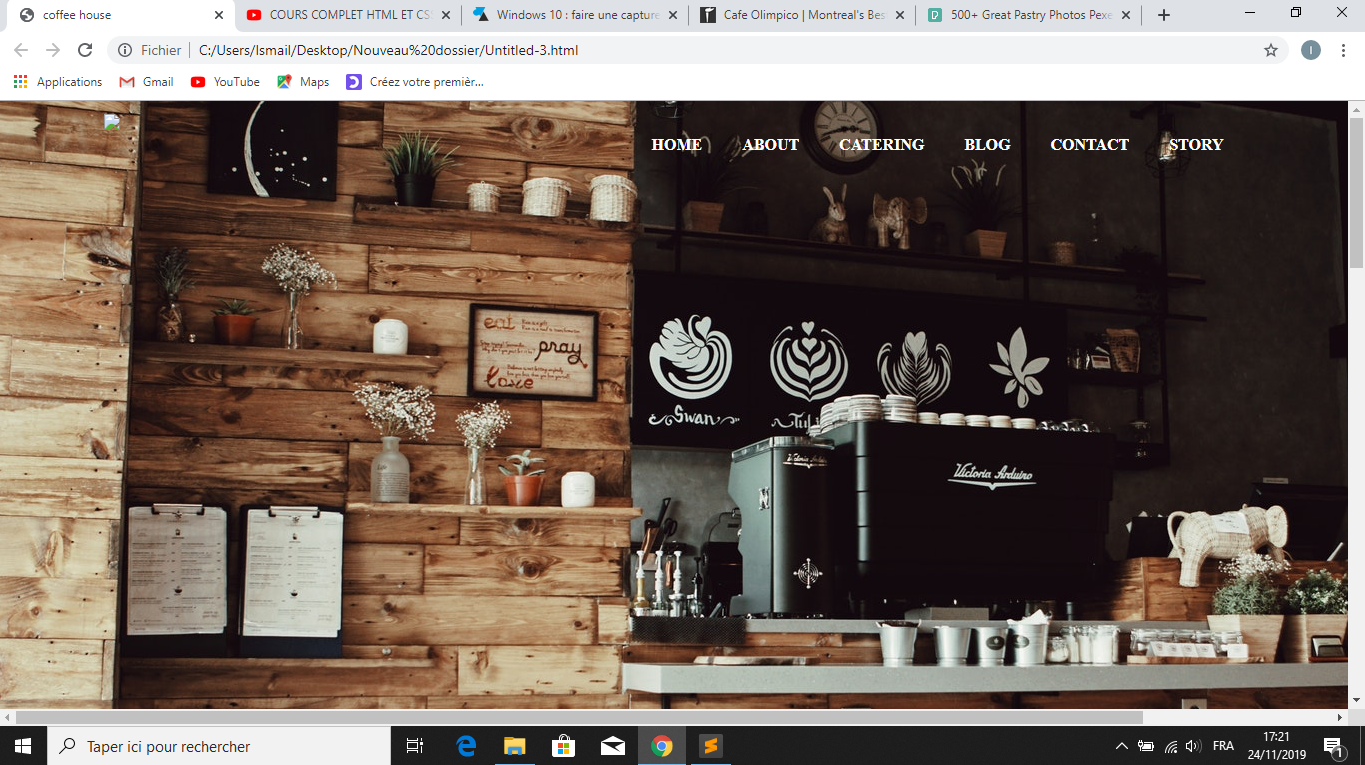 coffee house
COURS COMPLET HTML ET CS
Windows 10 : faire une capture
Cafe Olimpico | Montreal's Bes
500+ Great Pastry Photos Pexe
Fichier
C:/Users/Ismail/Desktop/Nouveau%20dossier/Untitled-3.html
I
Applications
Gmail
YouTube
Maps
Créez votre premièr...
HOME
ABOUT
CATERING
BLOG
CONTACT
STORY
eat
pray
love
Swan
Victoria Arduino
Victoria Arduino
Taper ici pour rechercher
FRA
17:21
24/11/2019
1